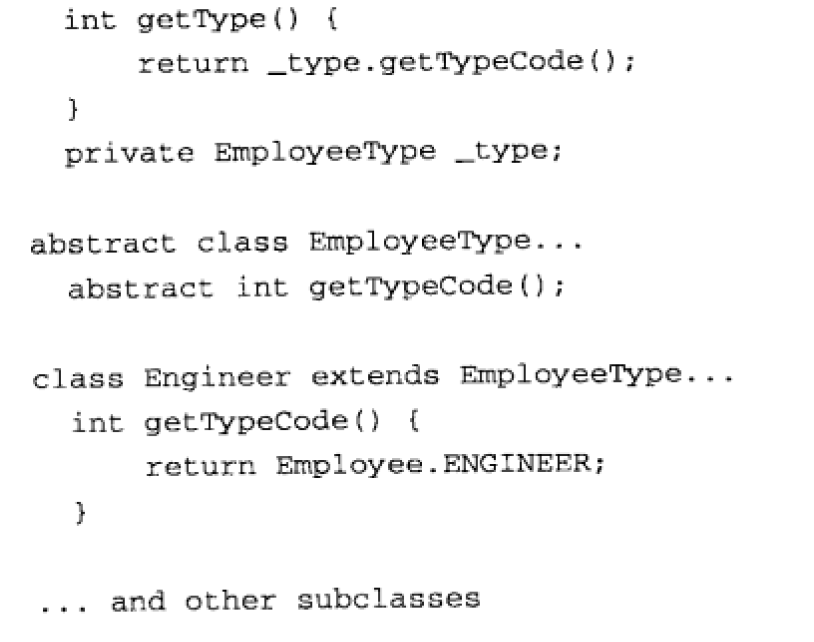 int getType() {
return _type.getTypeCode();
}
private EmployeeType _type;
abstract class EmployeeType...
abstract int getTypeCode();
class Engineer extends EmployeeType...
int getTypeCode() {
return Employee.ENGINEER;
}
... and other subclasses